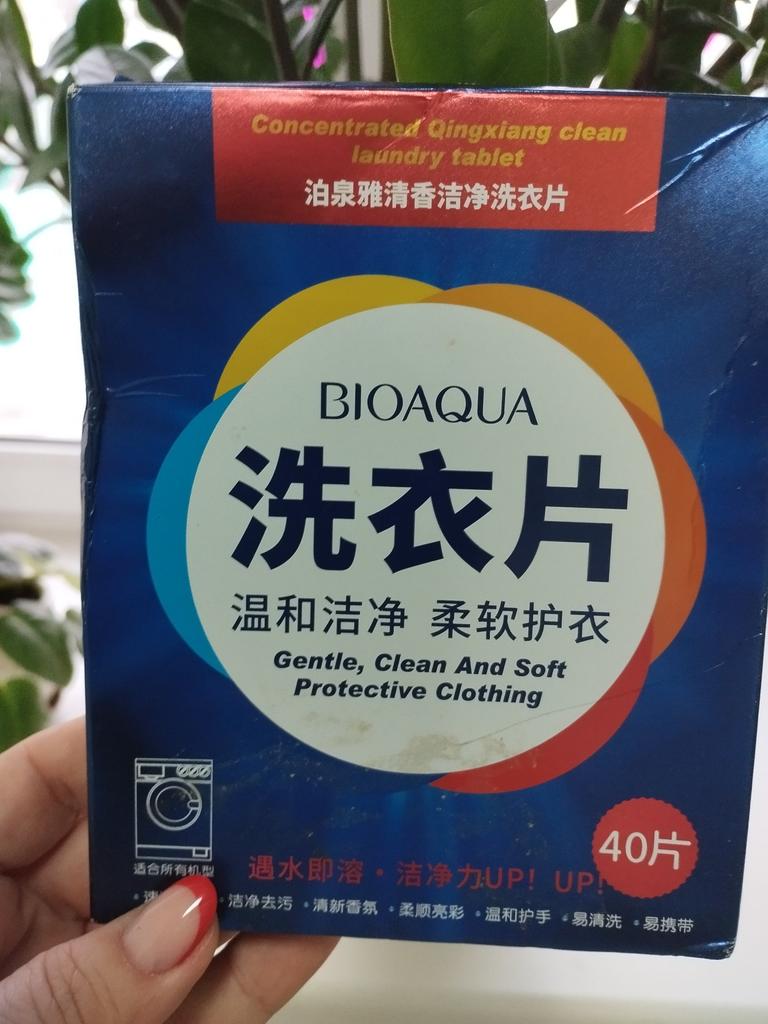 Concentrated Qingxiang clean
laundry tablet
泊泉雅清香洁净洗衣片
BIOAQUA
洗衣片
温和洁净 柔软护衣
Gentle, Clean And Soft
Protective Clothing
40片
适合所有机型
遇水即溶·洁净力UP! UP!
·速 ·洁净去污 ·清新香氛 ·柔顺亮彩 ·温和护手 ·易清洗 ·易携带